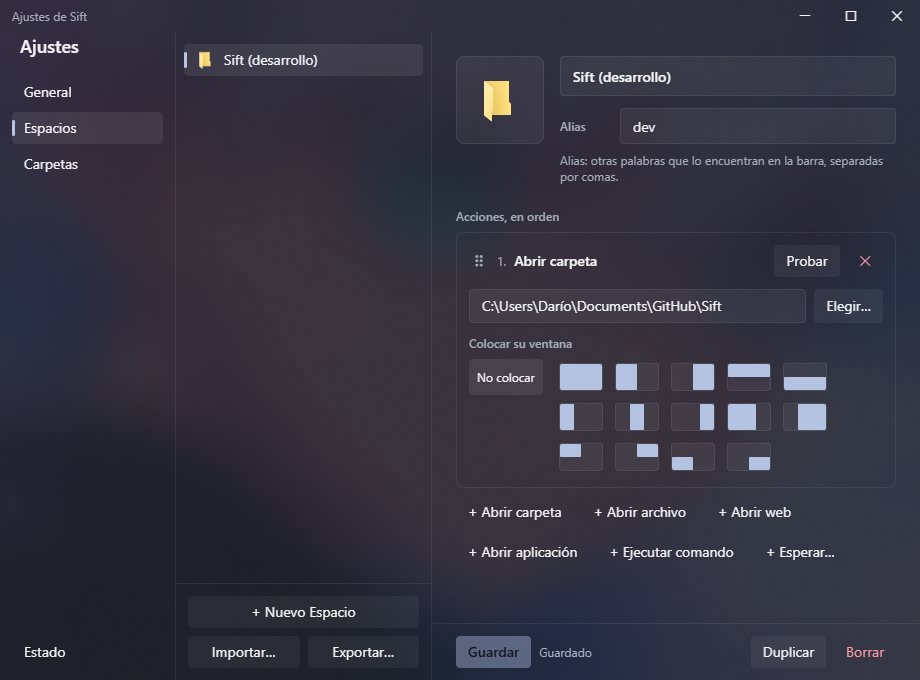 Ajustes de Sift
Ajustes
General
Espacios
Carpetas
Estado
Sift (desarrollo)
+ Nuevo Espacio
Importar...
Exportar...
Sift (desarrollo)
Alias
dev
Alias: otras palabras que lo encuentran en la barra, separadas
por comas.
Acciones, en orden
1. Abrir carpeta
Probar
C:\Users\Darío\Documents\GitHub\Sift
Elegir...
Colocar su ventana
No colocar
+ Abrir carpeta
+ Abrir archivo
+ Abrir web
+ Abrir aplicación
+ Ejecutar comando
+ Esperar...
Guardar
Guardado
Duplicar
Borrar